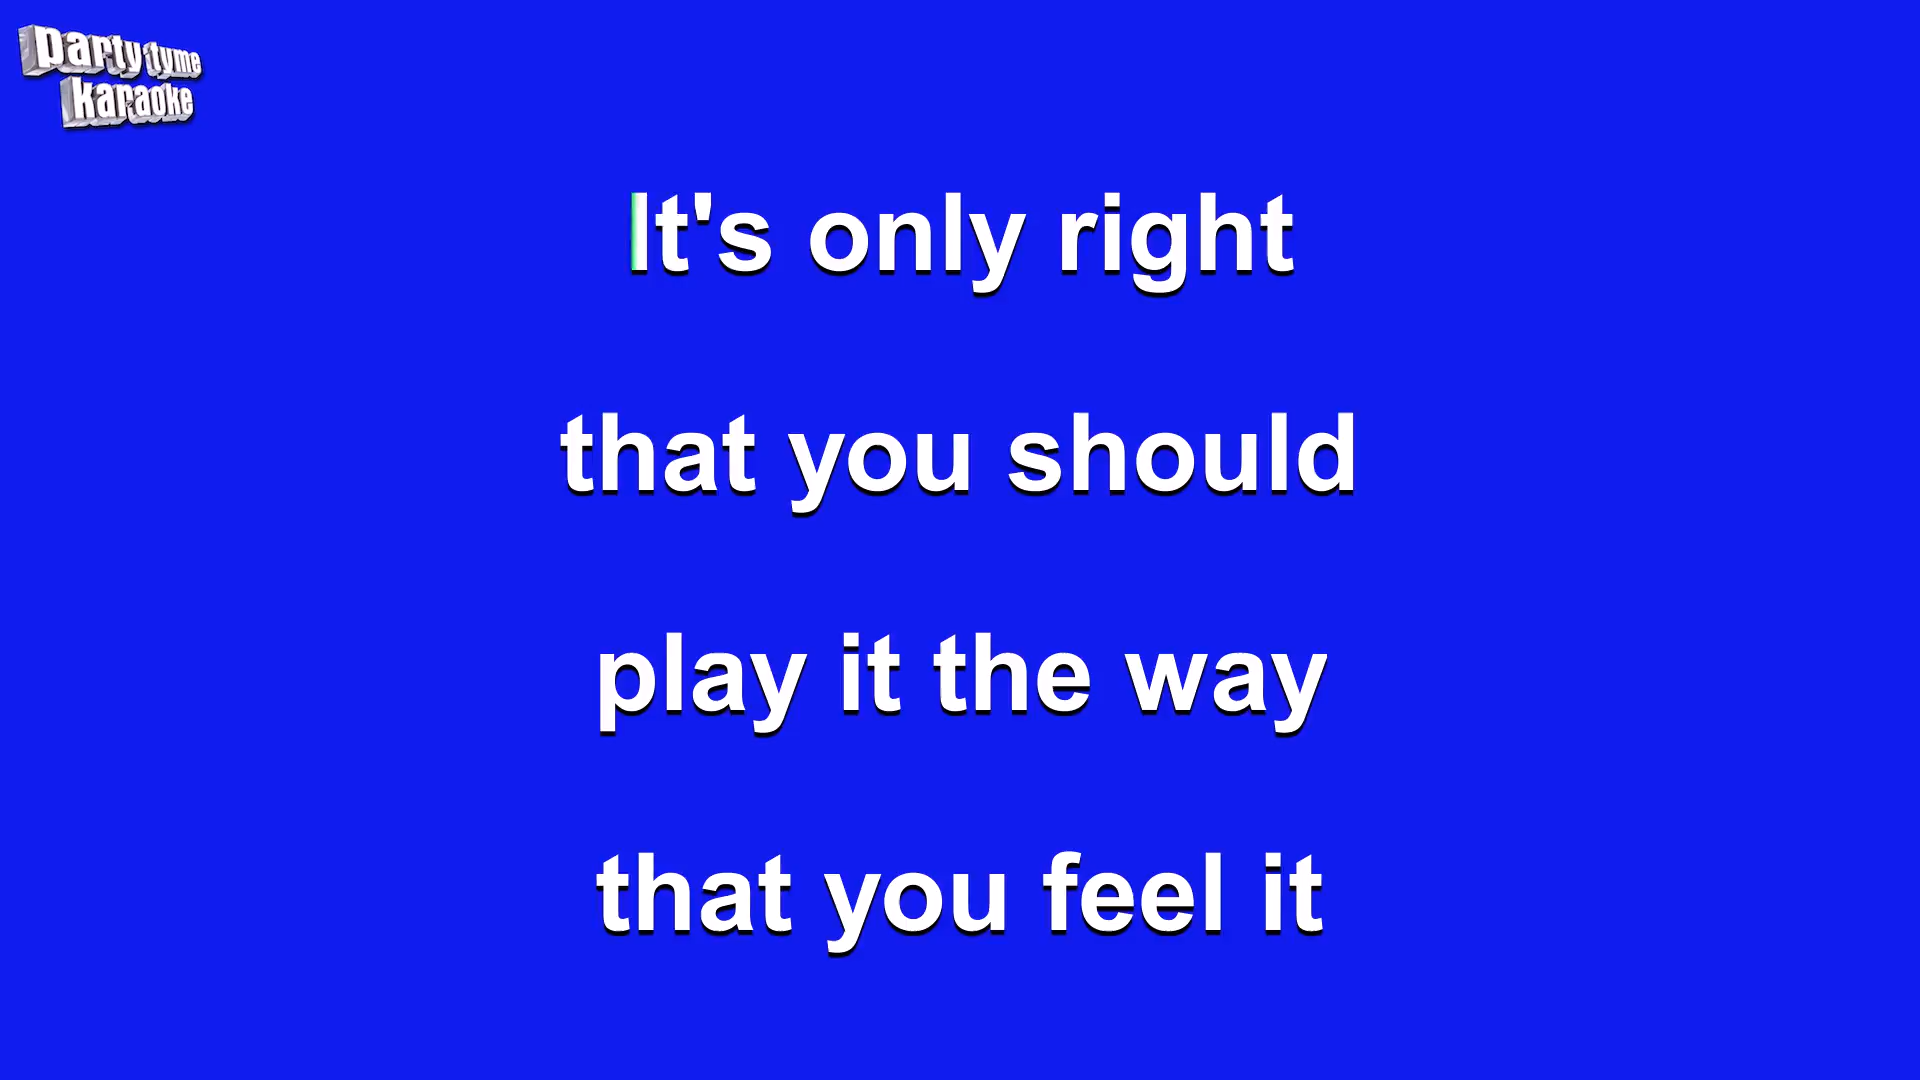 party tyme
karaoke
It's only right
that you should
play it the way
that you feel it